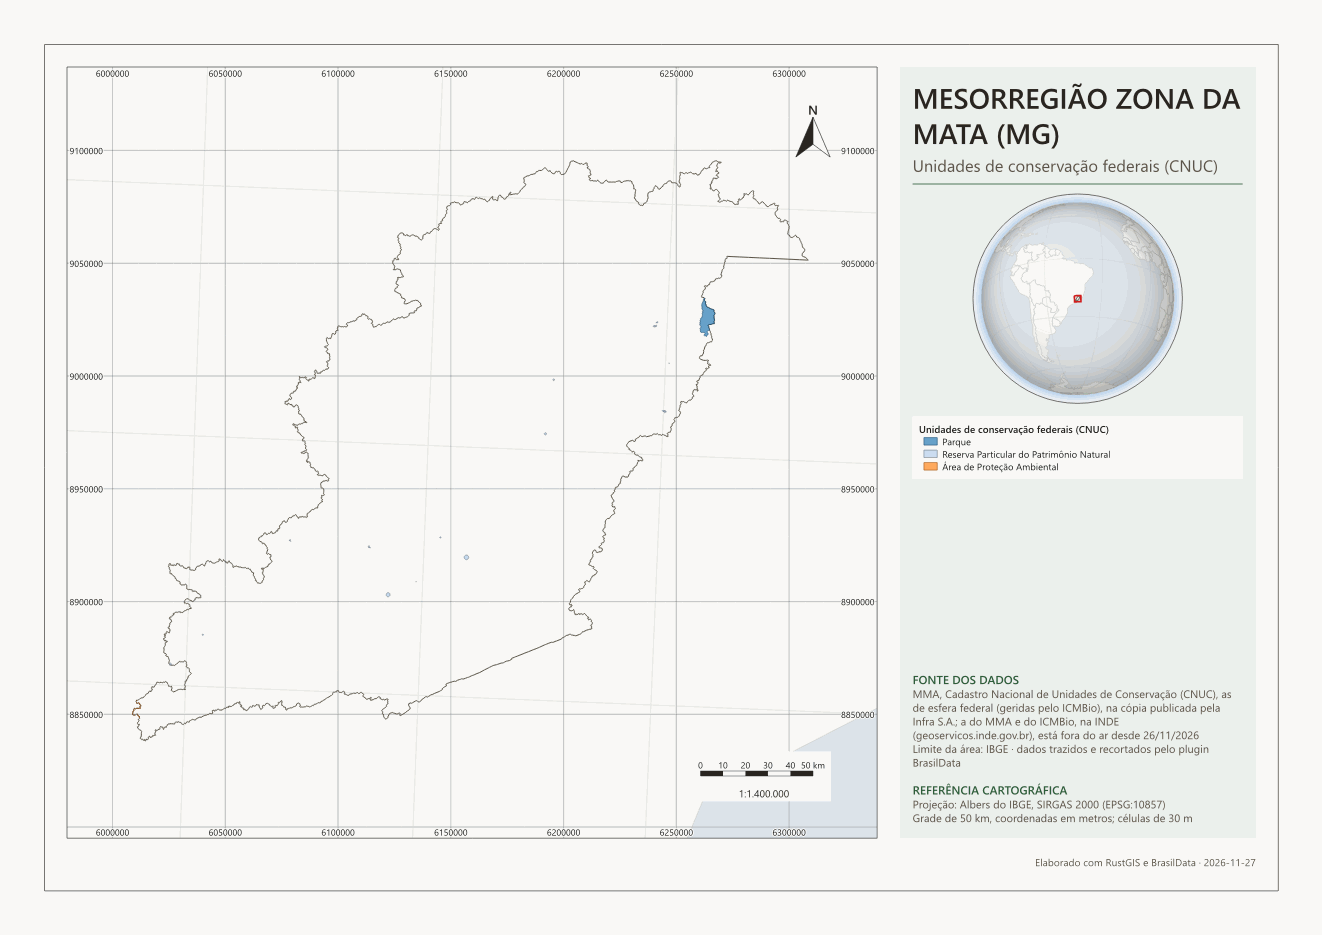 6000000 6050000 6100000 6150000 6200000 6250000 6300000
N
9100000 9100000
9050000 9050000
9000000 9000000
8950000 8950000
8900000 8900000
8850000 8850000
0 10 20 30 40 50 km
1:1.400.000
6000000 6050000 6100000 6150000 6200000 6250000 6300000
MESORREGIÃO ZONA DA
MATA (MG)
Unidades de conservação federais (CNUC)
Unidades de conservação federais (CNUC)
Parque
Reserva Particular do Patrimônio Natural
Área de Proteção Ambiental
FONTE DOS DADOS
MMA, Cadastro Nacional de Unidades de Conservação (CNUC), as
de esfera federal (geridas pelo ICMBio), na cópia publicada pela
Infra S.A.; a do MMA e do ICMBio, na INDE
(geoservicos.inde.gov.br), está fora do ar desde 26/11/2026
Limite da área: IBGE · dados trazidos e recortados pelo plugin
BrasilData
REFERÊNCIA CARTOGRÁFICA
Projeção: Albers do IBGE, SIRGAS 2000 (EPSG:10857)
Grade de 50 km, coordenadas em metros; células de 30 m
Elaborado com RustGIS e BrasilData · 2026-11-27